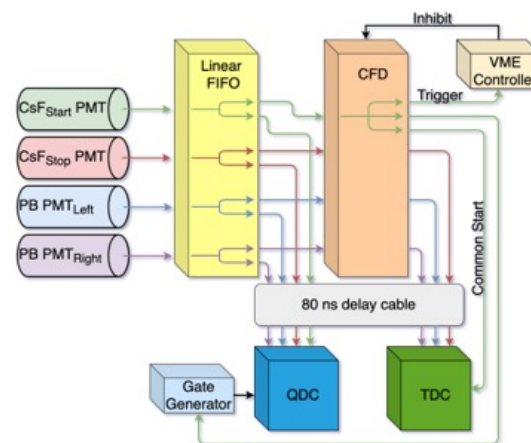 Inhibit
Linear
FIFO
CFD
VME
Controller
CsFStart PMT
Trigger
CsFStop PMT
PB PMTLeft
PB PMTRight
Common Start
80 ns delay cable
Gate
Generator
QDC
TDC